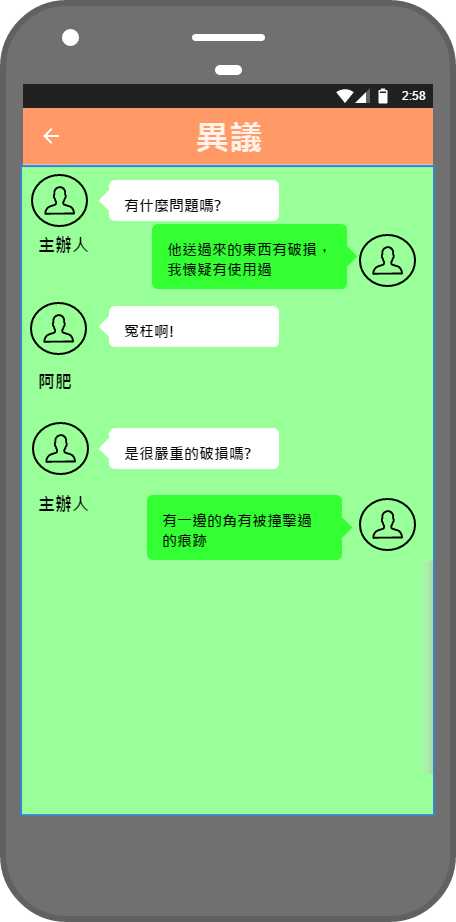 2:58
異議
有什麼問題嗎?
主辦人
他送過來的東西有破損，
我懷疑有使用過
冤枉啊!
阿肥
是很嚴重的破損嗎?
主辦人
有一邊的角有被撞擊過
的痕跡